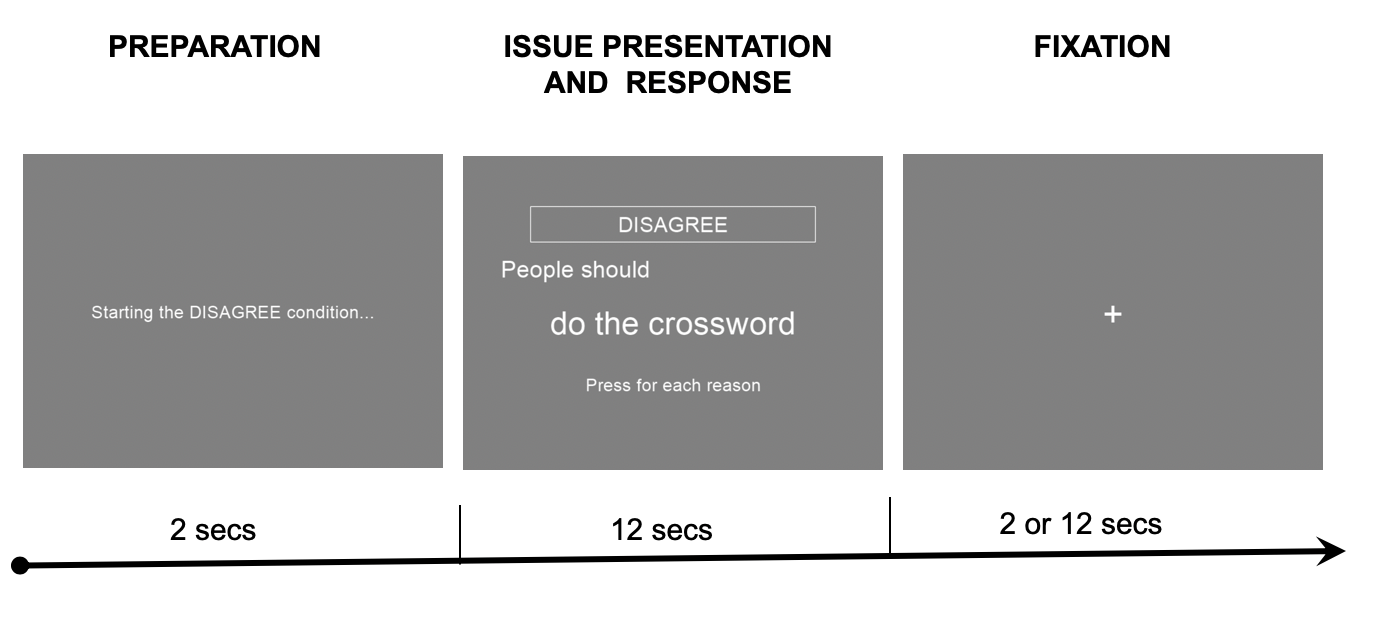 PREPARATION
ISSUE PRESENTATION
AND RESPONSE
FIXATION
Starting the DISAGREE condition...
DISAGREE
People should
do the crossword
Press for each reason
+
2 secs
12 secs
2 or 12 secs